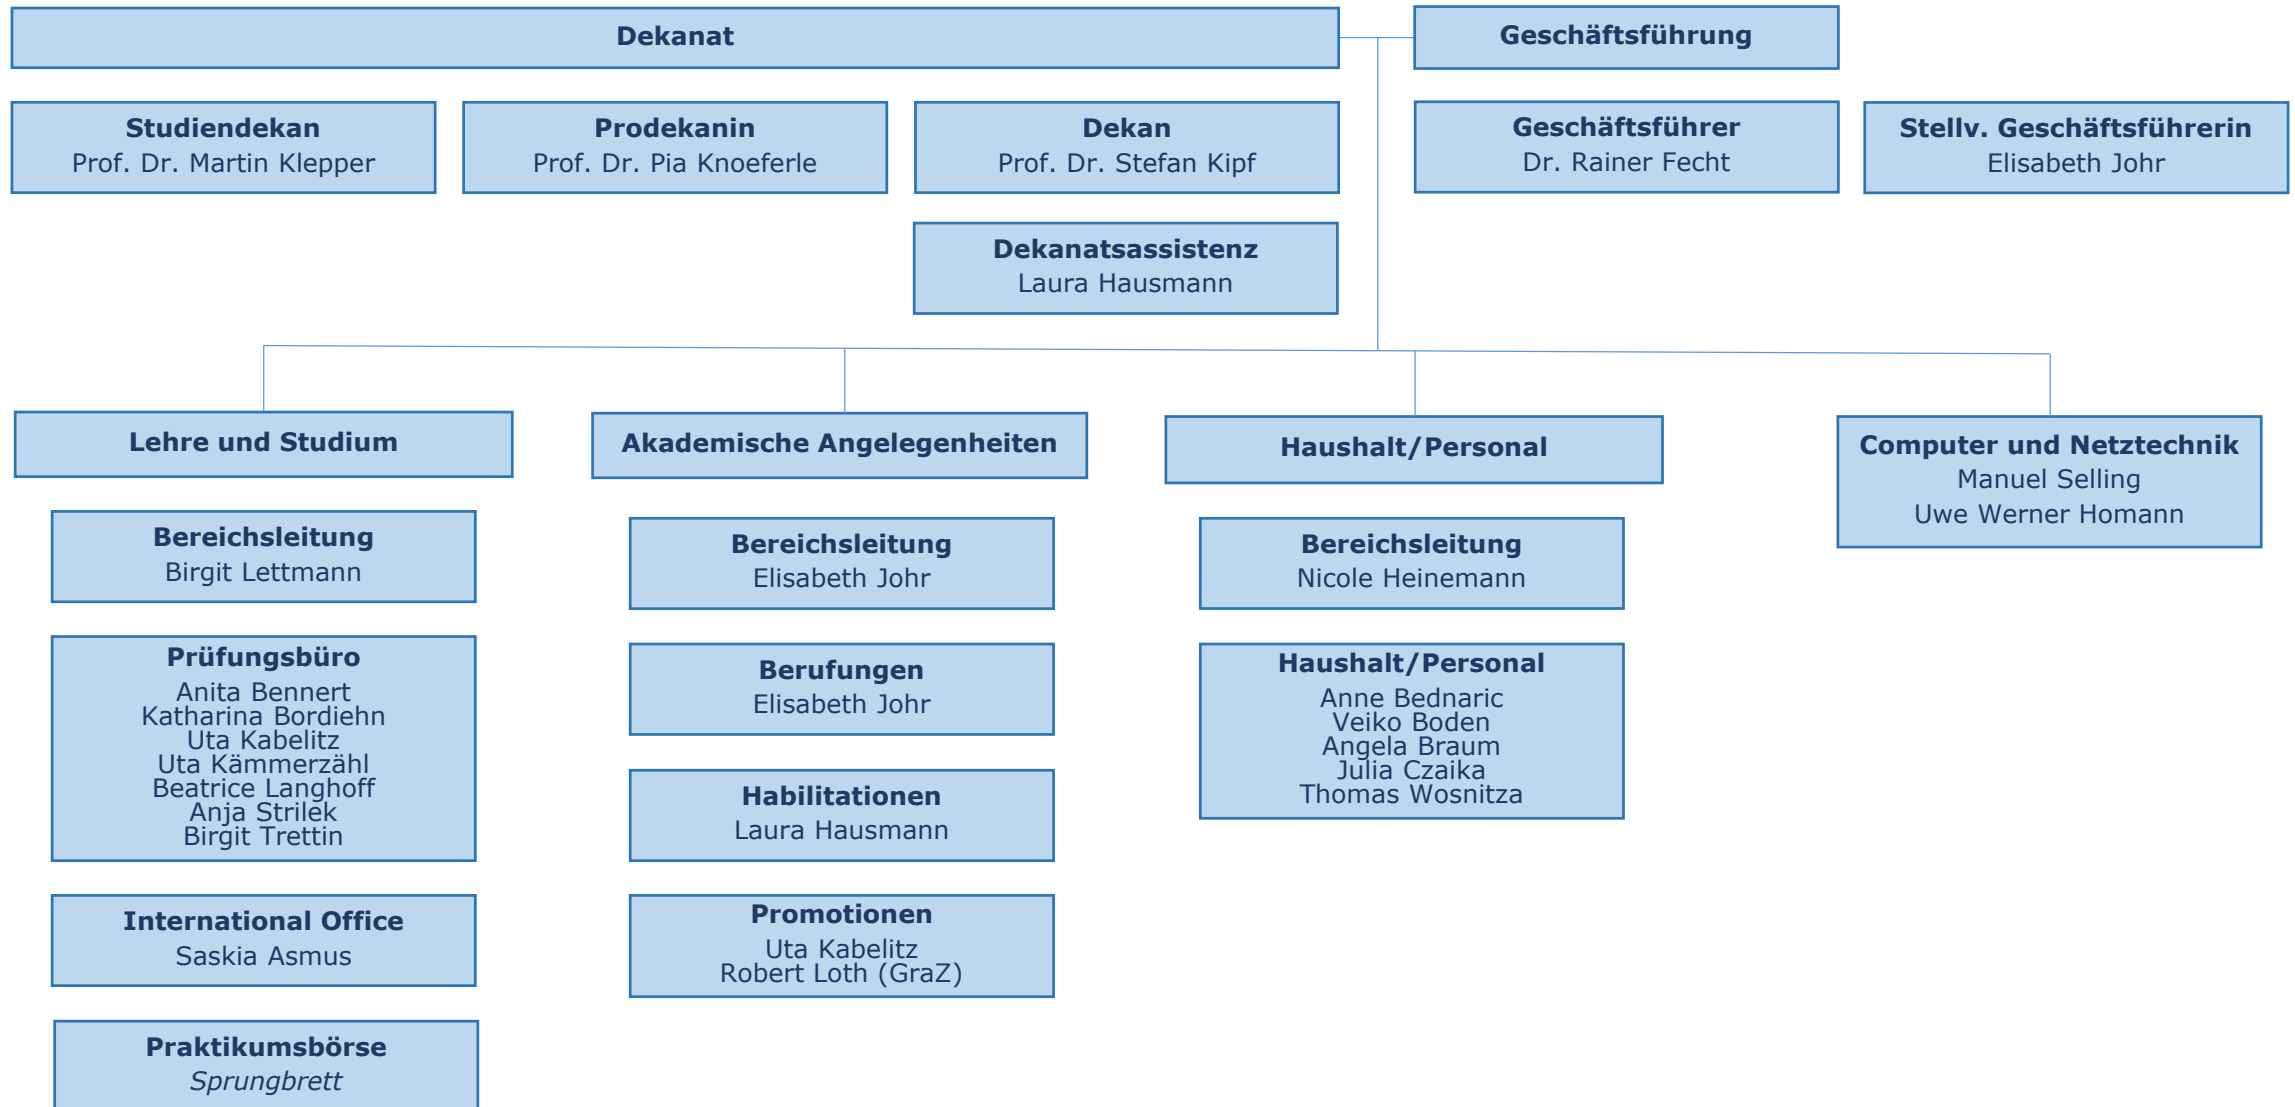 Dekanat
Geschäftsführung
Studiendekan
Prof. Dr. Martin Klepper
Prodekanin
Prof. Dr. Pia Knoeferle
Dekan
Prof. Dr. Stefan Kipf
Geschäftsführer
Dr. Rainer Fecht
Stellv. Geschäftsführerin
Elisabeth Johr
Dekanatsassistenz
Laura Hausmann
Lehre und Studium
Bereichsleitung
Birgit Lettmann
Prüfungsbüro
Anita Bennert
Katharina Bordiehn
Uta Kabelitz
Uta Kämmerzähl
Beatrice Langhoff
Anja Strilek
Birgit Trettin
International Office
Saskia Asmus
Praktikumsbörse
Sprungbrett
Akademische Angelegenheiten
Bereichsleitung
Elisabeth Johr
Berufungen
Elisabeth Johr
Habilitationen
Laura Hausmann
Promotionen
Uta Kabelitz
Robert Loth (GraZ)
Haushalt/Personal
Bereichsleitung
Nicole Heinemann
Haushalt/Personal
Anne Bednaric
Veiko Boden
Angela Braum
Julia Czaika
Thomas Wosnitza
Computer und Netztechnik
Manuel Selling
Uwe Werner Homann